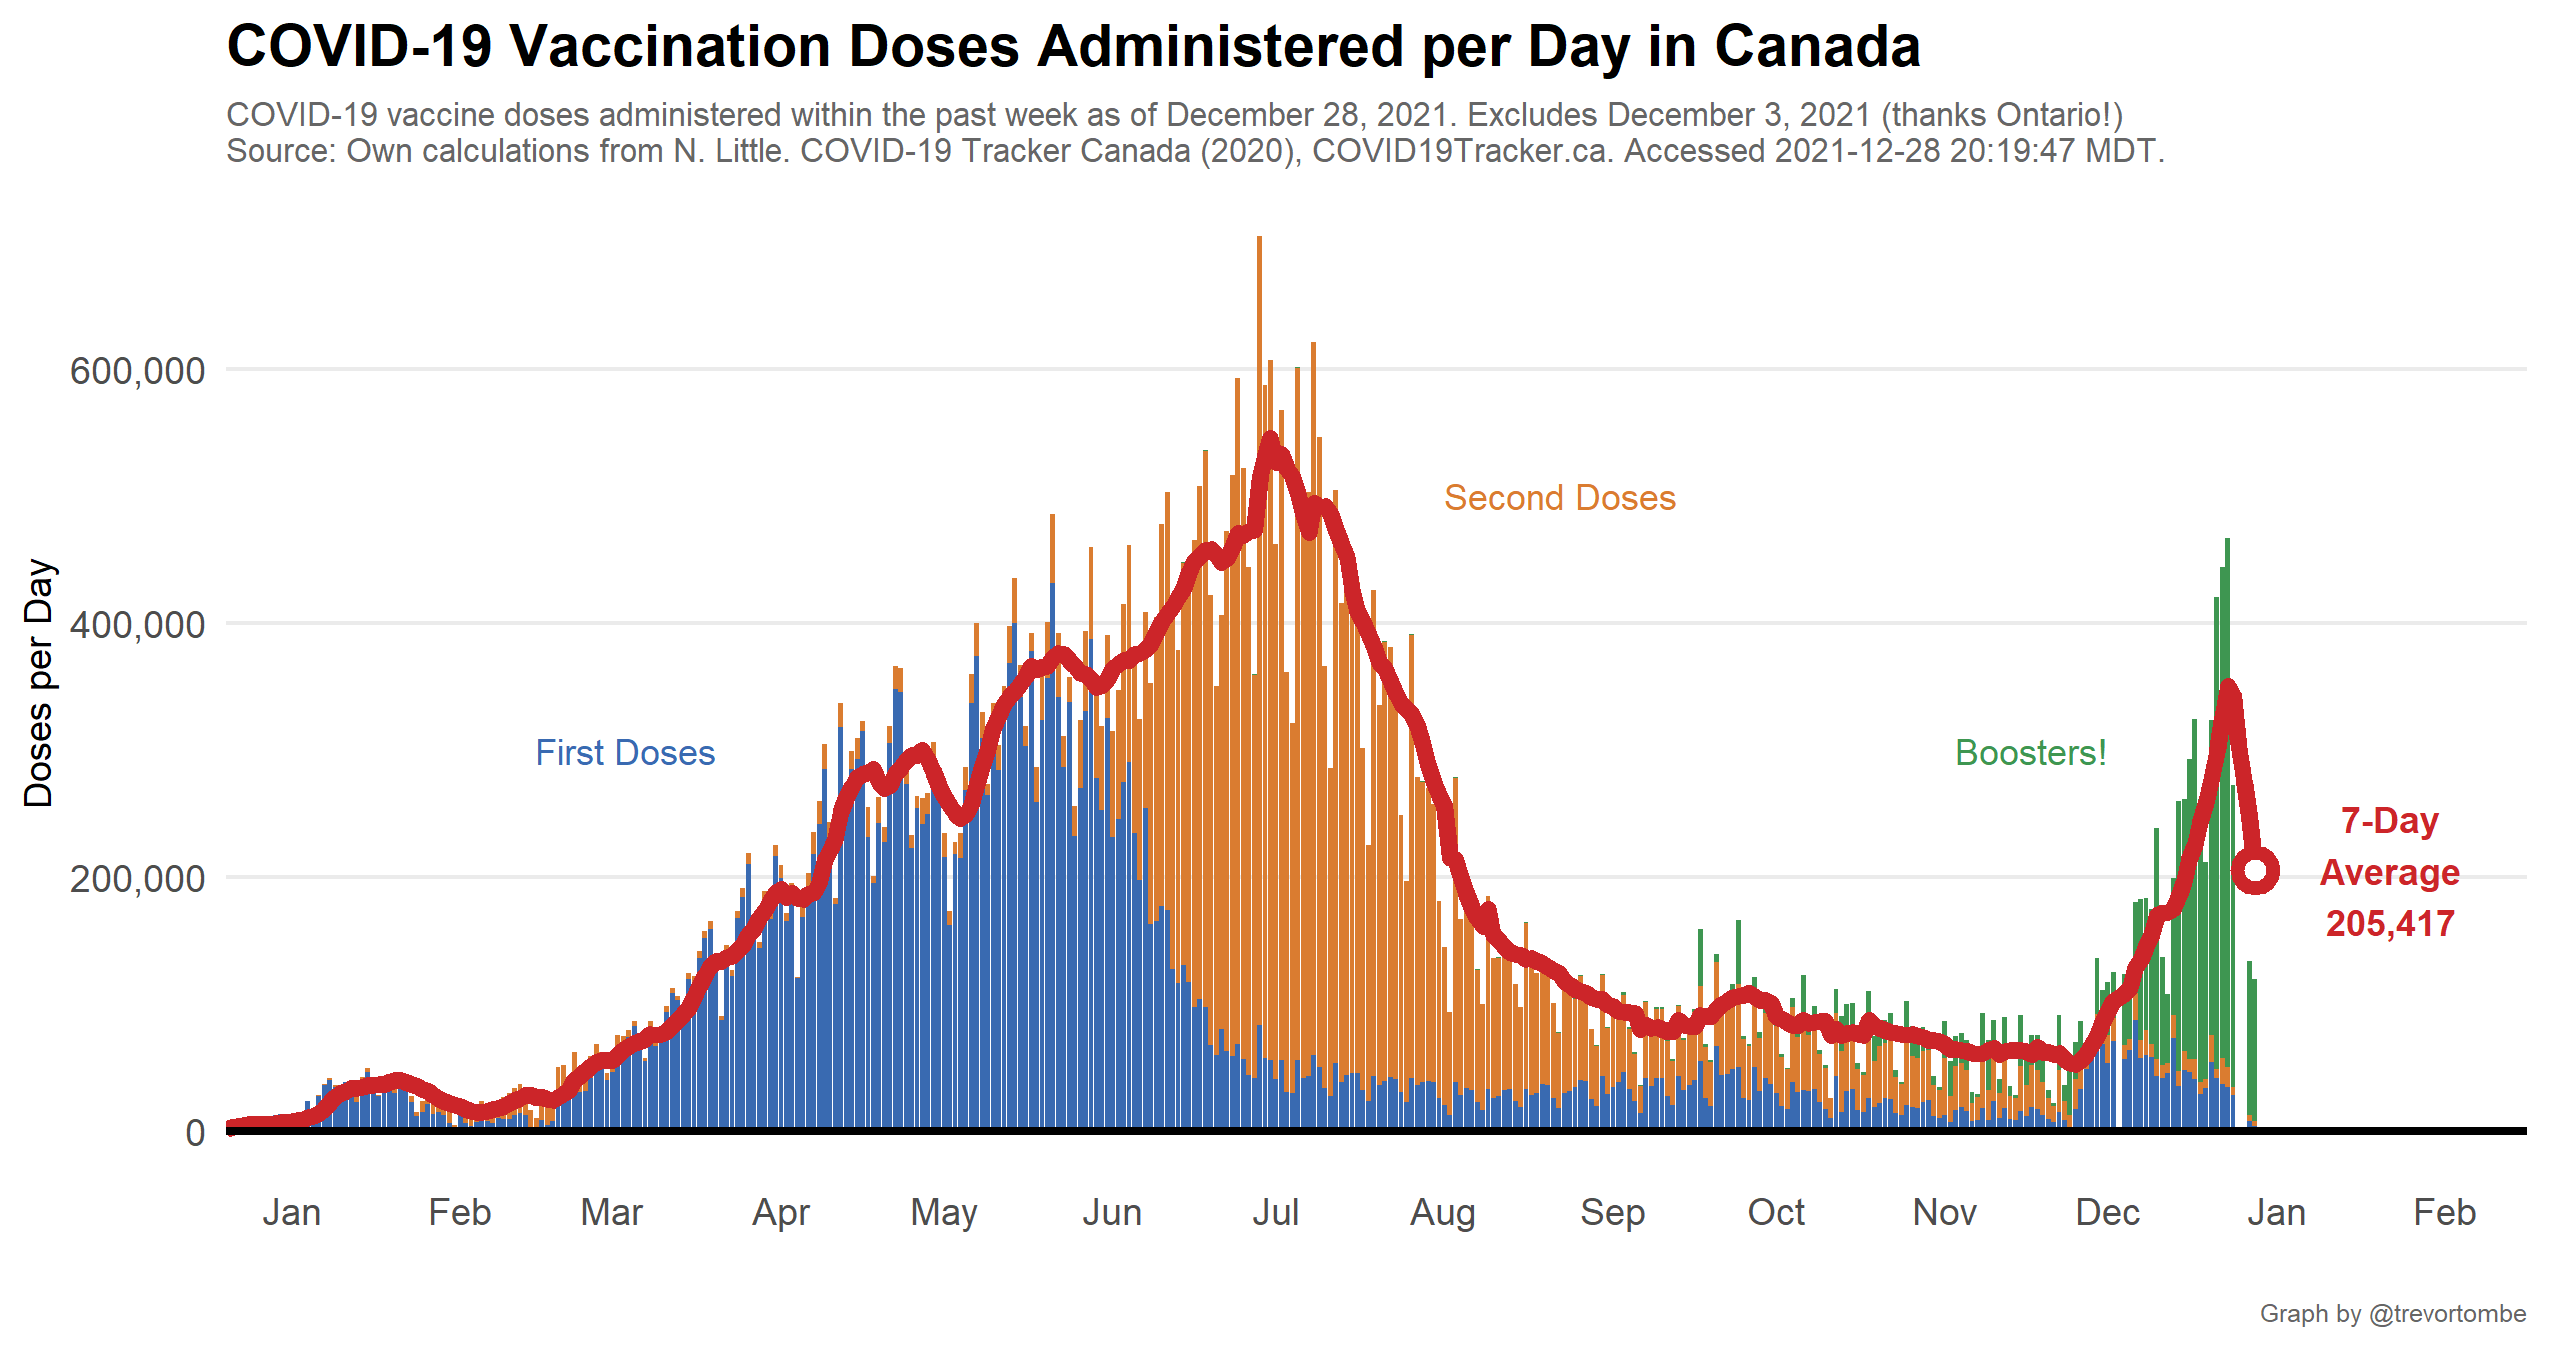 COVID-19 Vaccination Doses Administered per Day in Canada
COVID-19 vaccine doses administered within the past week as of December 28, 2021. Excludes December 3, 2021 (thanks Ontario!)
Source: Own calculations from N. Little. COVID-19 Tracker Canada (2020), COVID19Tracker.ca. Accessed 2021-12-28 20:19:47 MDT.
Doses per Day
600,000
400,000
200,000
0
First Doses
Second Doses
Boosters!
7-Day
Average
205,417
Jan Feb Mar Apr May Jun Jul Aug Sep Oct Nov Dec Jan Feb
Graph by @trevortombe